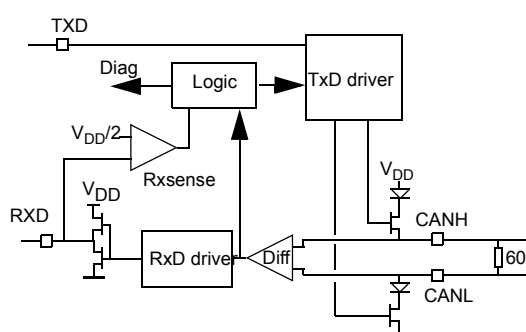 TXD
Diag
Logic
TxD driver
VDD/2
Rxsense
VDD
VDD
RXD
CANH
RxD driver
Diff
60
CANL